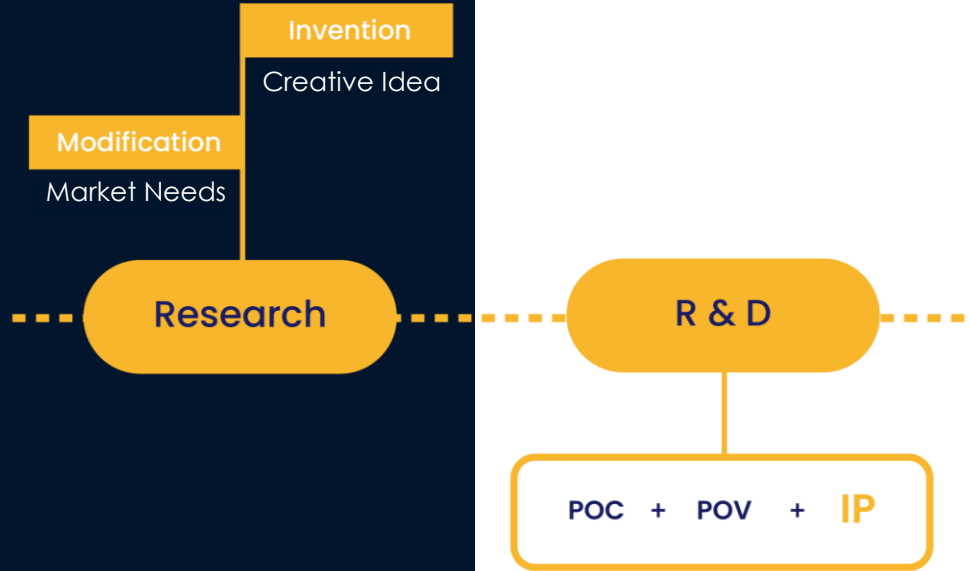 Invention
Creative Idea
Modification
Market Needs
Research
R & D
POC + POV + IP